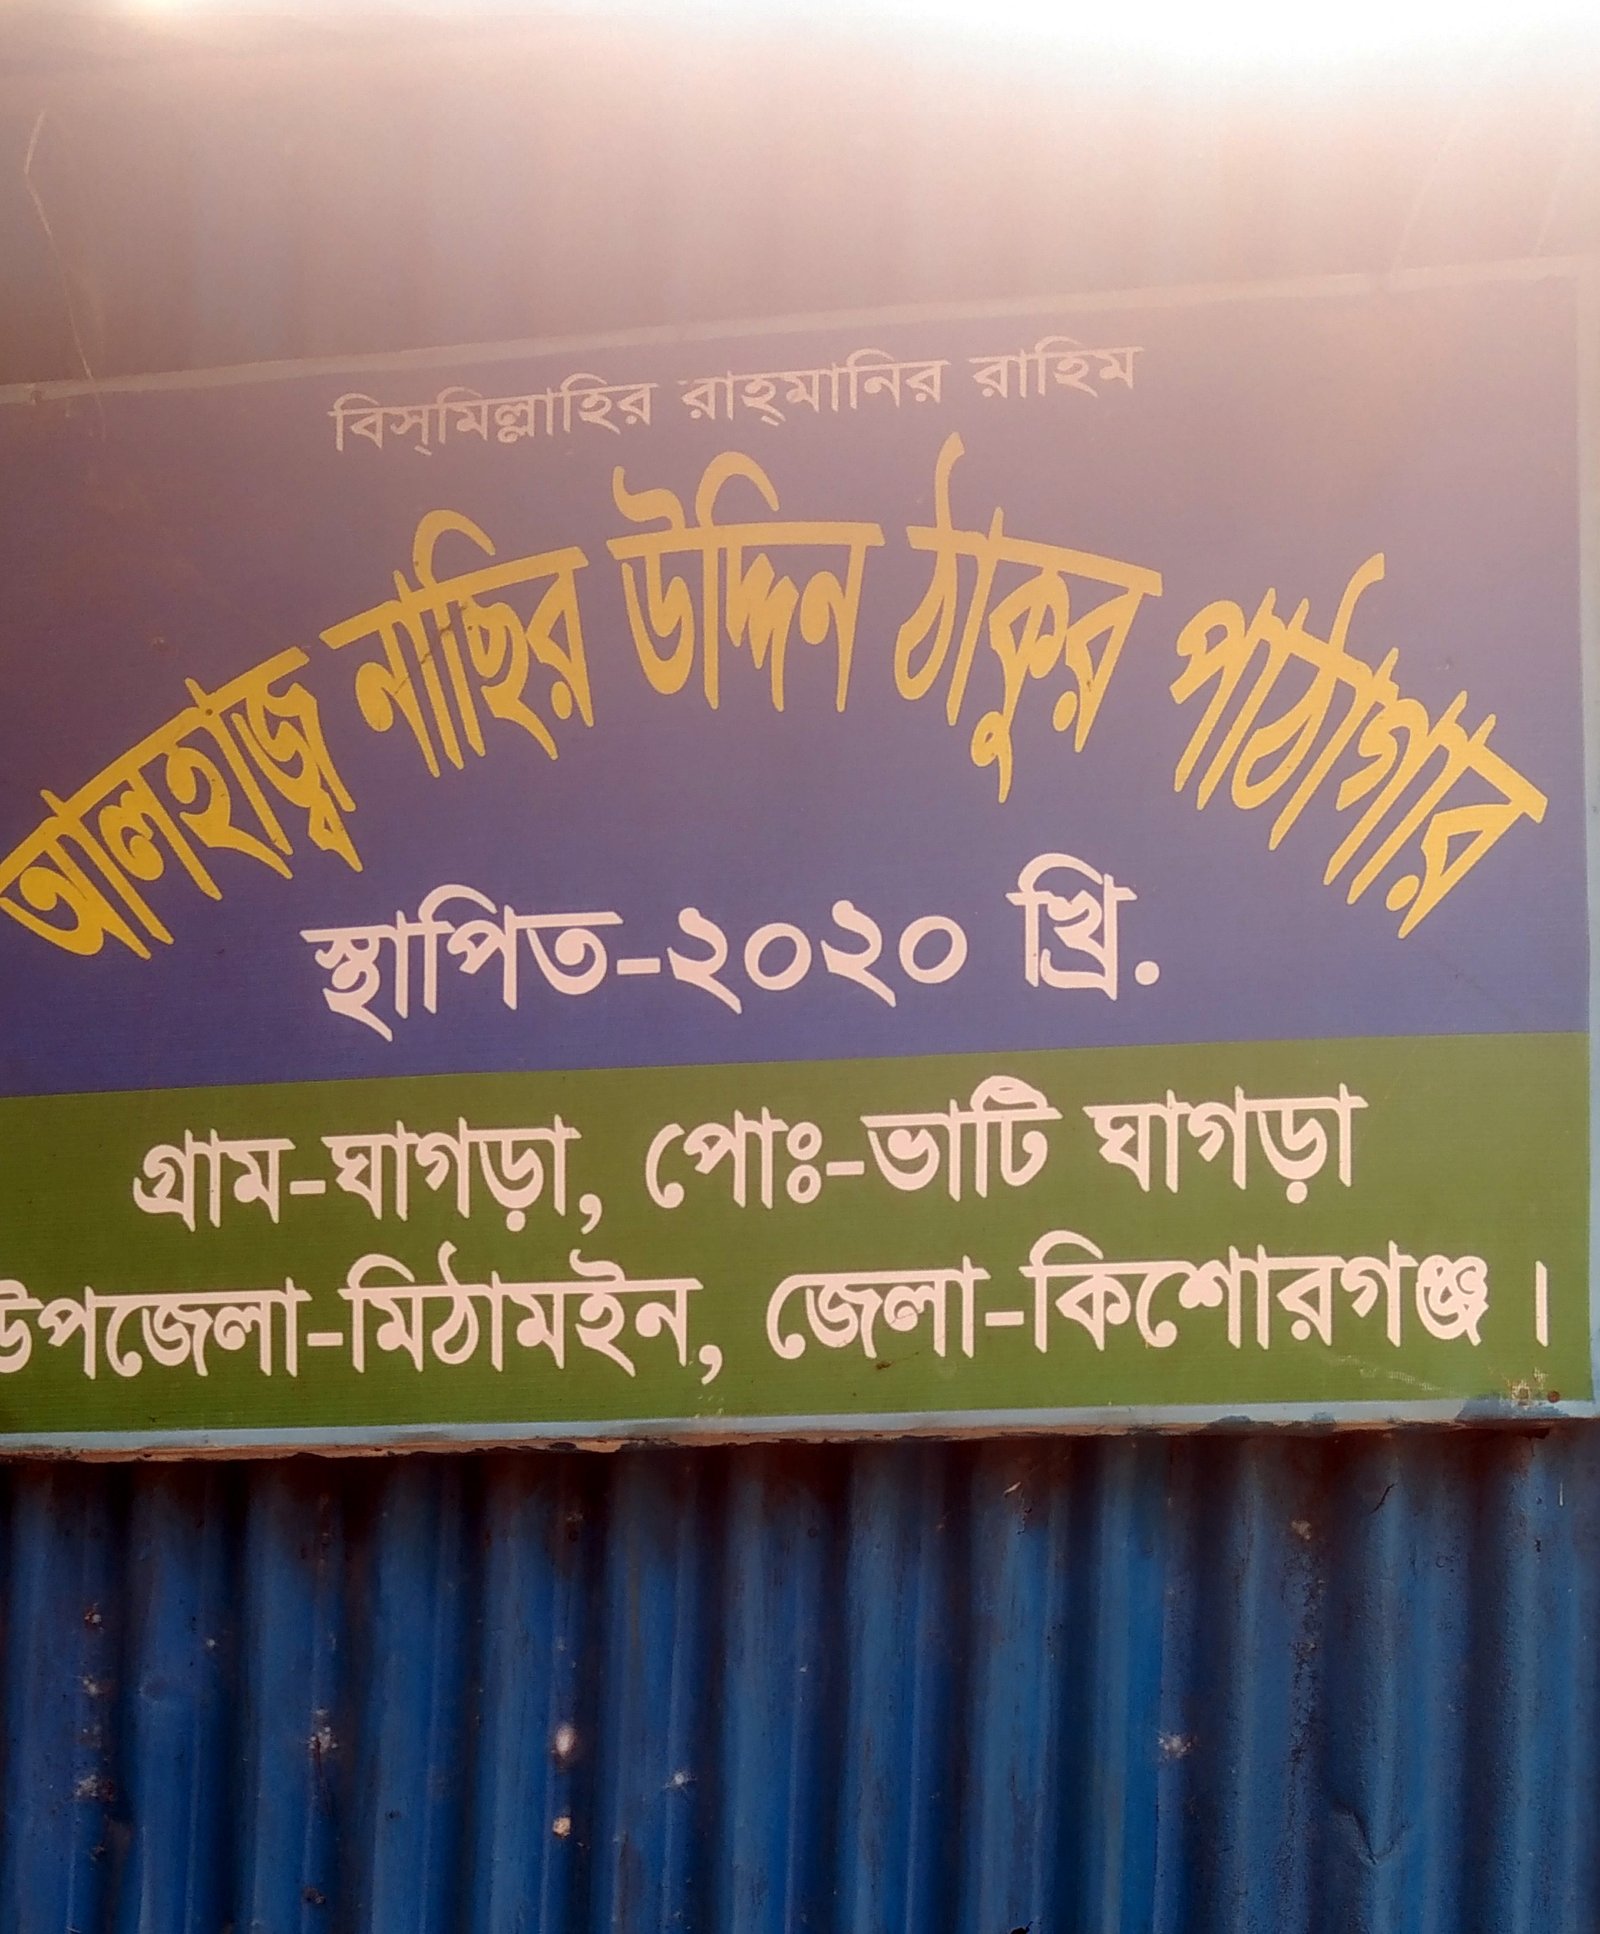 বিস্‌মিল্লাহির রাহ্‌মানির রাহিম
আলহাজ্ব নাছির উদ্দিন ঠাকুর পাঠাগার
স্থাপিত-২০২০ খ্রি.
গ্রাম-ঘাগড়া, পোঃ-ভাটি ঘাগড়া
উপজেলা-মিঠামইন, জেলা-কিশোরগঞ্জ ।